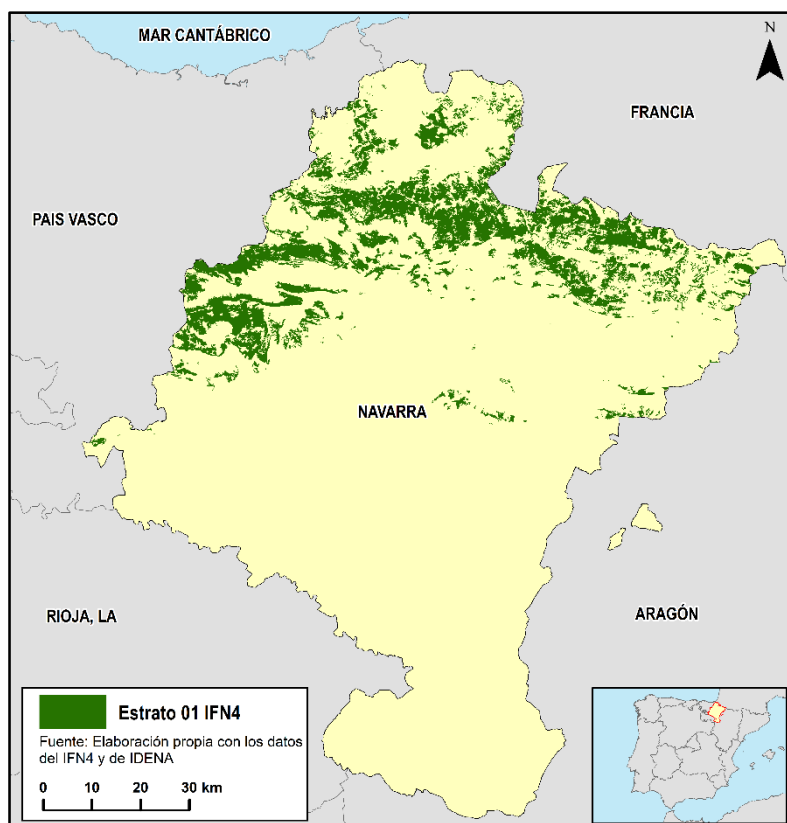 MAR CANTÁBRICO
N
FRANCIA
PAIS VASCO
NAVARRA
RIOJA, LA
ARAGÓN
Estrato 01 IFN4
Fuente: Elaboración propia con los datos
del IFN4 y de IDENA
0 10 20 30 km